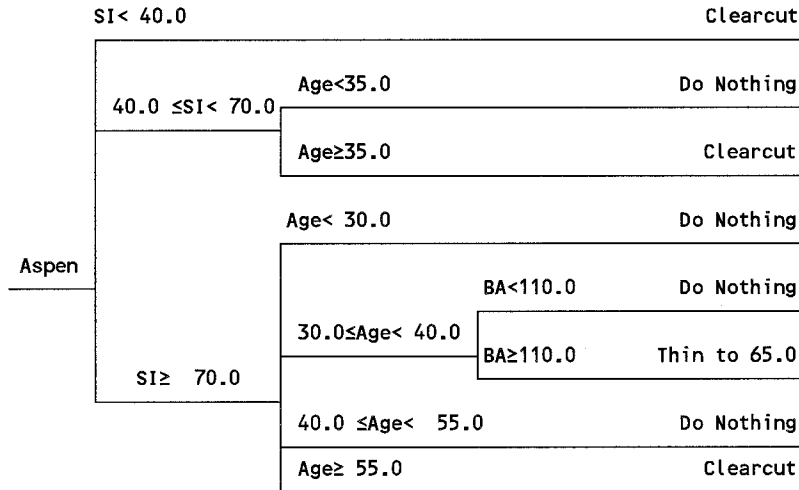 SI< 40.0 Clearcut
Age<35.0 Do Nothing
40.0 ≤SI< 70.0
Age≥35.0 Clearcut
Age< 30.0 Do Nothing
Aspen
BA<110.0 Do Nothing
30.0≤Age< 40.0
BA≥110.0 Thin to 65.0
SI≥ 70.0
40.0 ≤Age< 55.0 Do Nothing
Age≥ 55.0 Clearcut